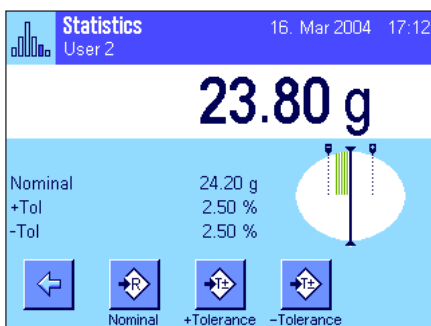 Statistics 16. Mar 2004 17:12
User 2
23.80 g
Nominal 24.20 g
+Tol 2.50 %
-Tol 2.50 %
R T± T±
Nominal +Tolerance -Tolerance